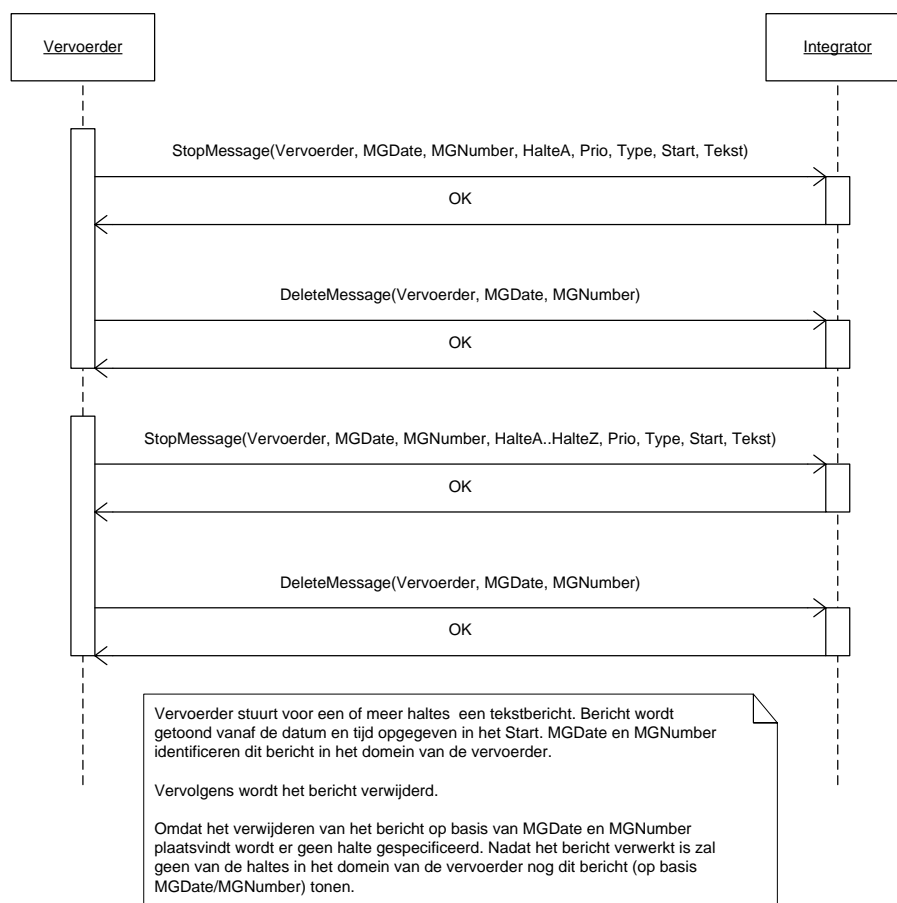 Vervoerder
Integrator
StopMessage(Vervoerder, MGDate, MGNumber, HalteA, Prio, Type, Start, Tekst)
OK
DeleteMessage(Vervoerder, MGDate, MGNumber)
OK
StopMessage(Vervoerder, MGDate, MGNumber, HalteA..HalteZ, Prio, Type, Start, Tekst)
OK
DeleteMessage(Vervoerder, MGDate, MGNumber)
OK
Vervoerder stuurt voor een of meer haltes een tekstbericht. Bericht wordt
getoond vanaf de datum en tijd opgegeven in het Start. MGDate en MGNumber
identificeren dit bericht in het domein van de vervoerder.
Vervolgens wordt het bericht verwijderd.
Omdat het verwijderen van het bericht op basis van MGDate en MGNumber
plaatsvindt wordt er geen halte gespecificeerd. Nadat het bericht verwerkt is zal
geen van de haltes in het domein van de vervoerder nog dit bericht (op basis
MGDate/MGNumber) tonen.